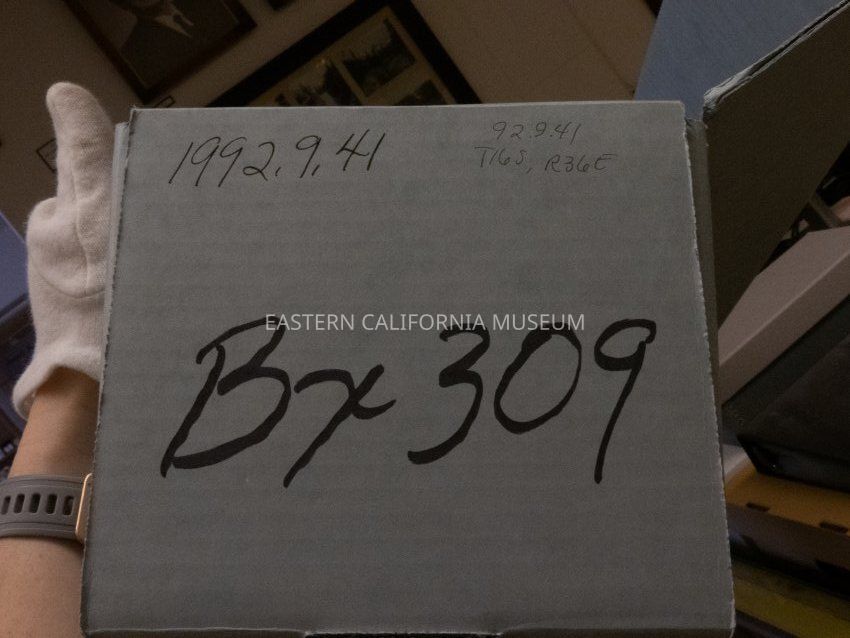 1992.9.41
92.9.41
T16S, R36E
EASTERN CALIFORNIA MUSEUM
Bx 309